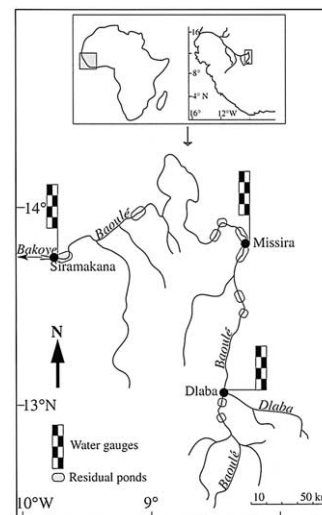 16
8°
4° N
16° 12°W
14°
Baoulé
Missira
Bakoye
Siramakana
N
Baoulé
Dlaba
Dlaba
13°N
Water gauges
Baoulé
Residual ponds
10 50 km
10°W 9°